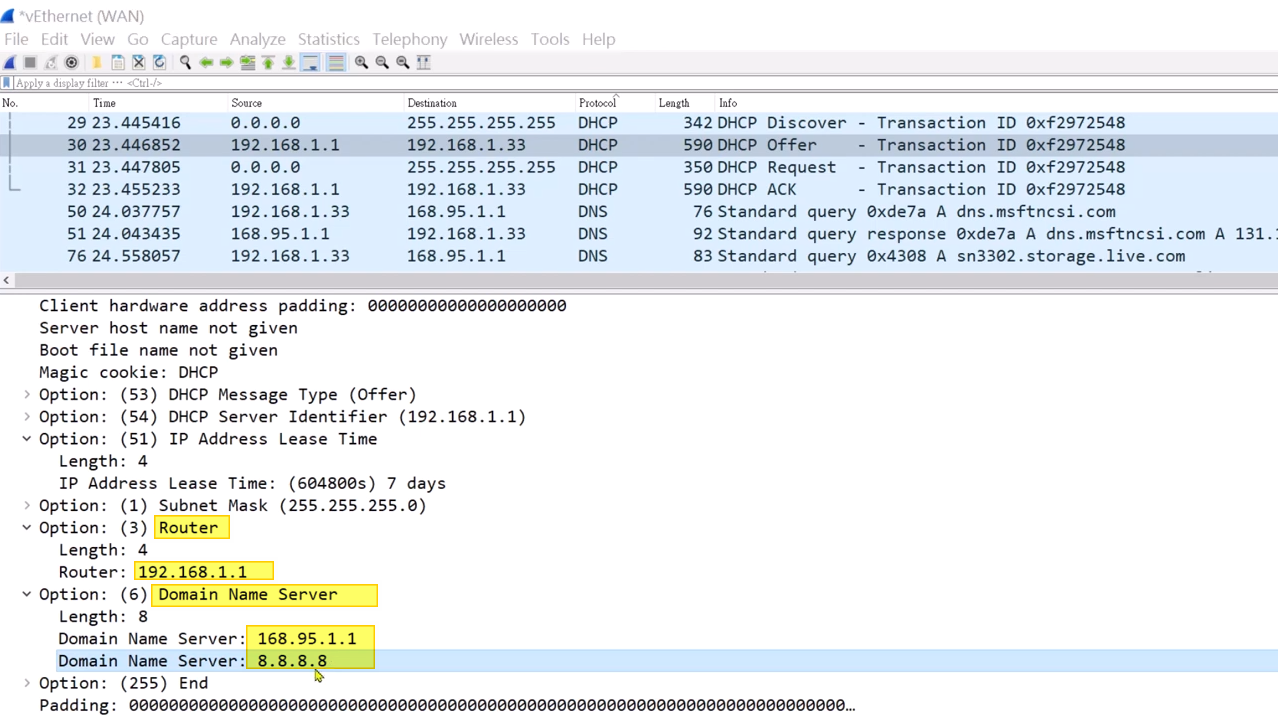 *vEthernet (WAN)
File Edit View Go Capture Analyze Statistics Telephony Wireless Tools Help
Apply a display filter ⋯ <Ctrl-/>
No. Time Source Destination Protocol Length Info
29 23.445416 0.0.0.0 255.255.255.255 DHCP 342 DHCP Discover - Transaction ID 0xf2972548
30 23.446852 192.168.1.1 192.168.1.33 DHCP 590 DHCP Offer - Transaction ID 0xf2972548
31 23.447805 0.0.0.0 255.255.255.255 DHCP 350 DHCP Request - Transaction ID 0xf2972548
32 23.455233 192.168.1.1 192.168.1.33 DHCP 590 DHCP ACK - Transaction ID 0xf2972548
50 24.037757 192.168.1.33 168.95.1.1 DNS 76 Standard query 0xde7a A dns.msftncsi.com
51 24.043435 168.95.1.1 192.168.1.33 DNS 92 Standard query response 0xde7a A dns.msftncsi.com A 131.
76 24.558057 192.168.1.33 168.95.1.1 DNS 83 Standard query 0x4308 A sn3302.storage.live.com
Client hardware address padding: 00000000000000000000
Server host name not given
Boot file name not given
Magic cookie: DHCP
Option: (53) DHCP Message Type (Offer)
Option: (54) DHCP Server Identifier (192.168.1.1)
Option: (51) IP Address Lease Time
Length: 4
IP Address Lease Time: (604800s) 7 days
Option: (1) Subnet Mask (255.255.255.0)
Option: (3) Router
Length: 4
Router: 192.168.1.1
Option: (6) Domain Name Server
Length: 8
Domain Name Server: 168.95.1.1
Domain Name Server: 8.8.8.8
Option: (255) End
Padding: 000000000000000000000000000000000000000000000000000000000000000000000000…